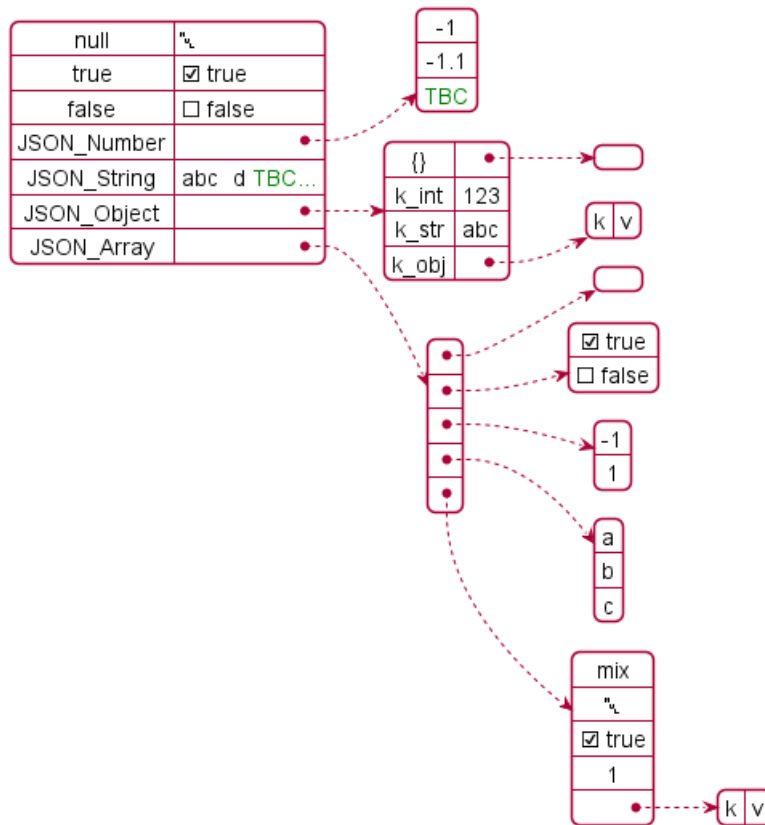 null ␀
true ☑ true
false ☐ false
JSON_Number
JSON_String abc d TBC...
JSON_Object
JSON_Array
-1
-1.1
TBC
{}
k_int 123
k_str abc
k_obj
k v
☑ true
☐ false
-1
1
a
b
c
mix
␀
☑ true
1
k v